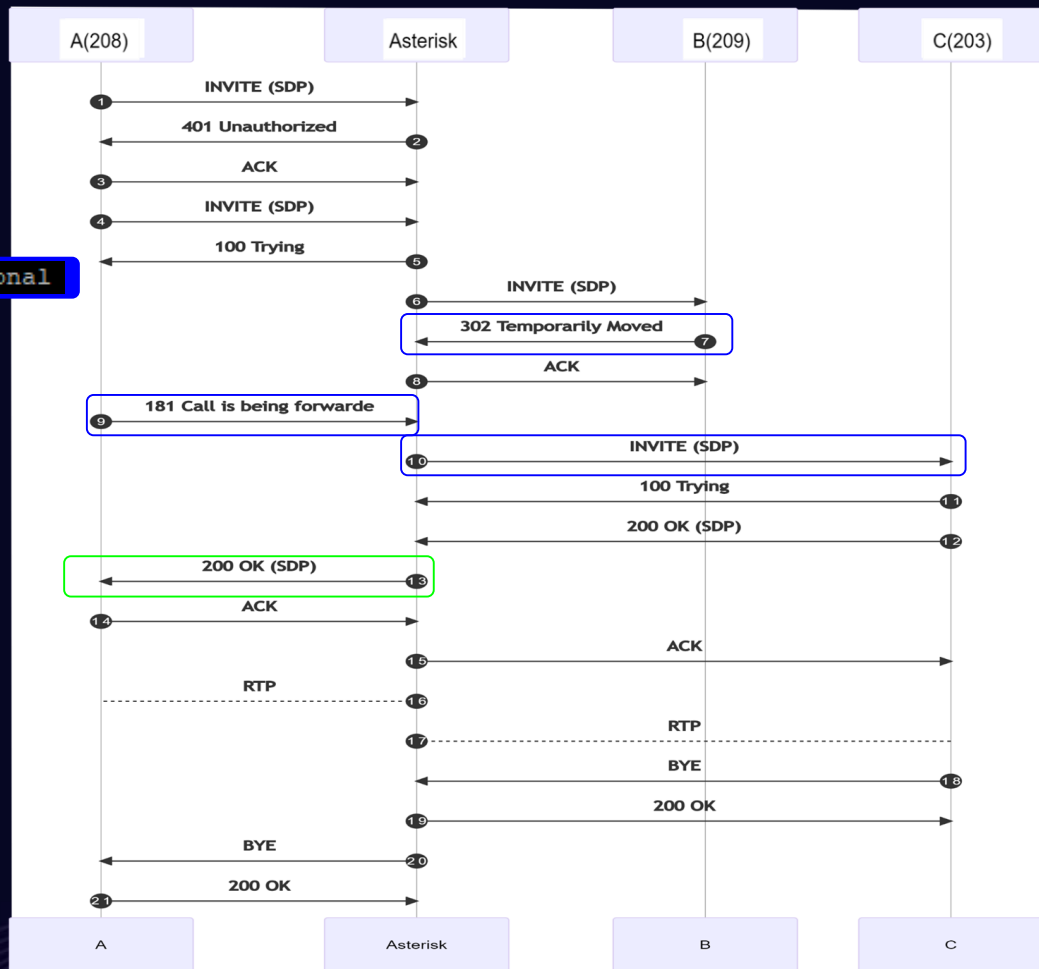 A(208) Asterisk B(209) C(203)
INVITE (SDP)
1
401 Unauthorized
2
ACK
3
INVITE (SDP)
4
100 Trying
5
onal
INVITE (SDP)
6
302 Temporarily Moved
7
ACK
8
181 Call is being forwarde
9
INVITE (SDP)
10
100 Trying
11
200 OK (SDP)
12
200 OK (SDP)
13
ACK
14
ACK
15
RTP
16
RTP
17
BYE
18
200 OK
19
BYE
20
200 OK
21
A Asterisk B C